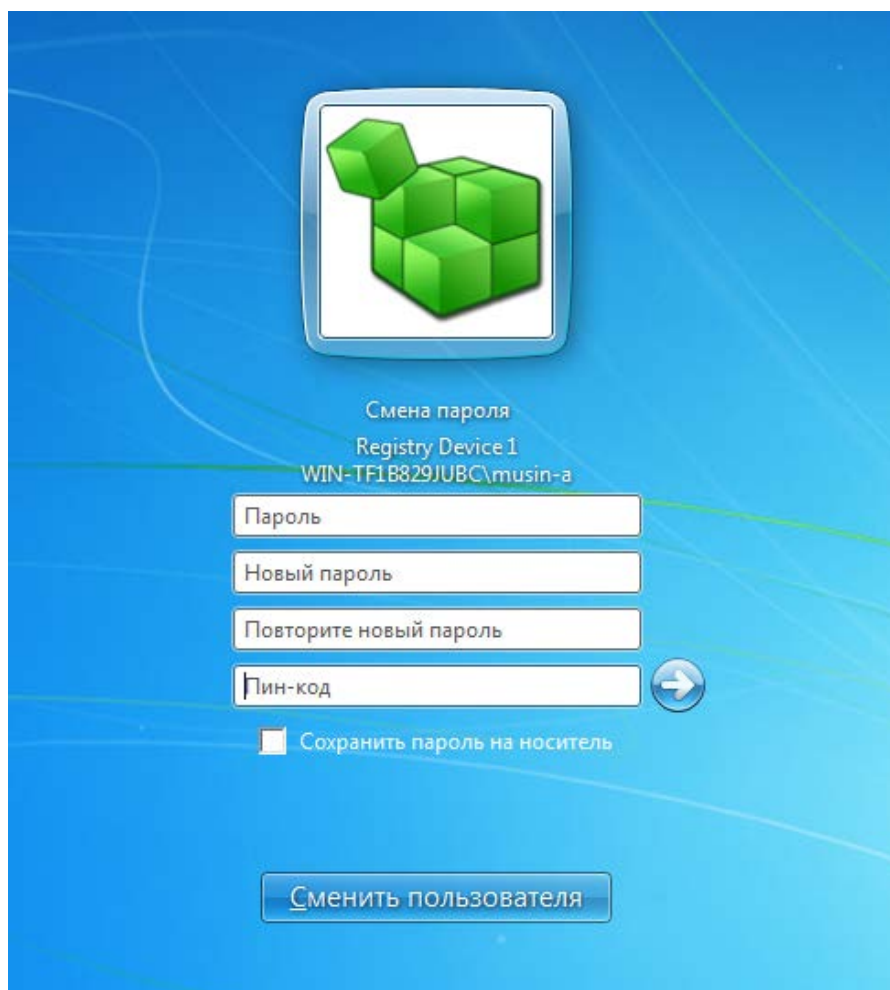 Смена пароля
Registry Device 1
WIN-TF1B829JUBC\musin-a
Пароль
Новый пароль
Повторите новый пароль
Пин-код
Сохранить пароль на носитель
Сменить пользователя